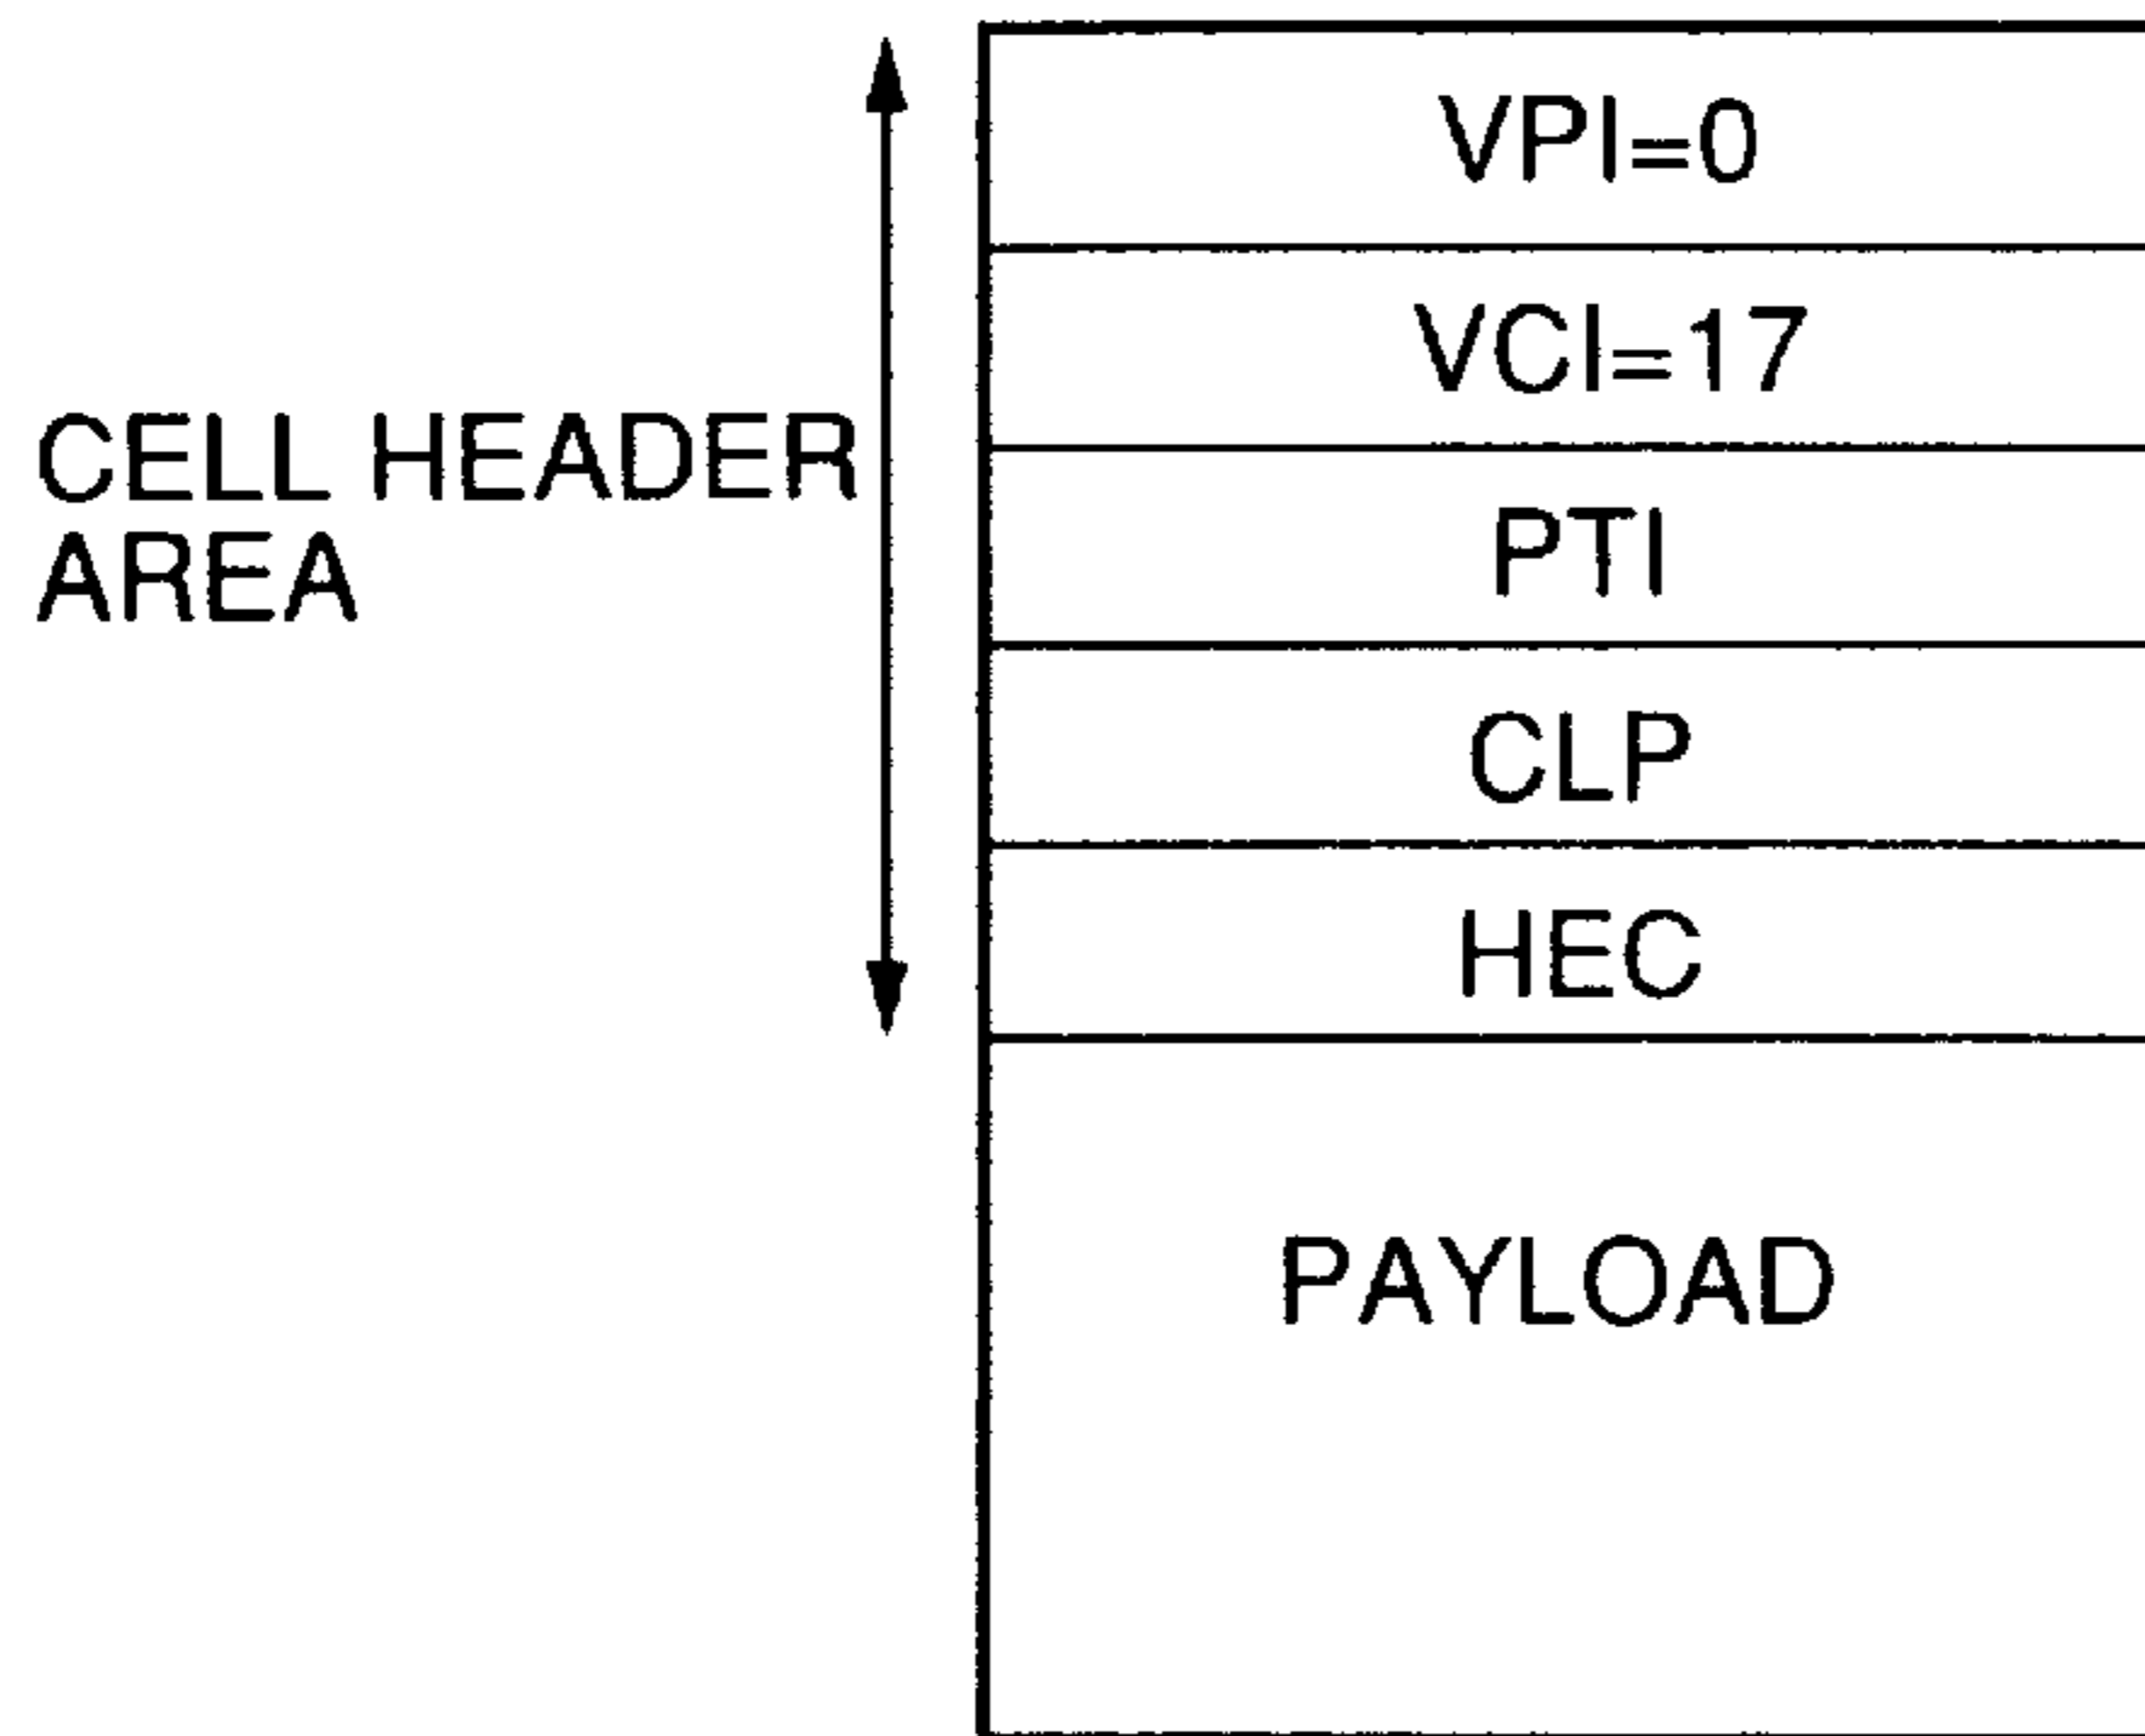 VPI=0
VCI=17
CELL HEADER
AREA
PTI
CLP
HEC
PAYLOAD